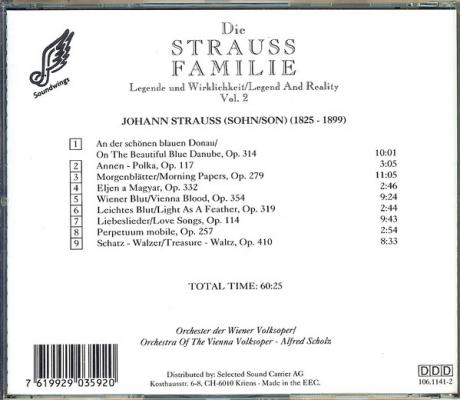 Die
STRAUSS
FAMILIE
Legende und Wirklichkeit/Legend And Reality
Vol. 2
Soundwings
JOHANN STRAUSS (SOHN/SON) (1825 - 1899)
1 An der schönen blauen Donau/
On The Beautiful Blue Danube, Op. 314 10:01
2 Annen - Polka, Op. 117 3:05
3 Morgenblätter/Morning Papers, Op. 279 11:05
4 Eljen a Magyar, Op. 332 2:46
5 Wiener Blut/Vienna Blood, Op. 354 9:24
6 Leichtes Blut/Light As A Feather, Op. 319 2:44
7 Liebeslieder/Love Songs, Op. 114 9:43
8 Perpetuum mobile, Op. 257 2:54
9 Schatz - Walzer/Treasure - Waltz, Op. 410 8:33
TOTAL TIME: 60:25
Orchester der Wiener Volksoper/
Orchestra Of The Vienna Volksoper - Alfred Scholz
7 619929 035920
Distributed by: Selected Sound Carrier AG
Kosthausstr. 6-8, CH-6010 Kriens - Made in the EEC.
DDD
106.1141-2